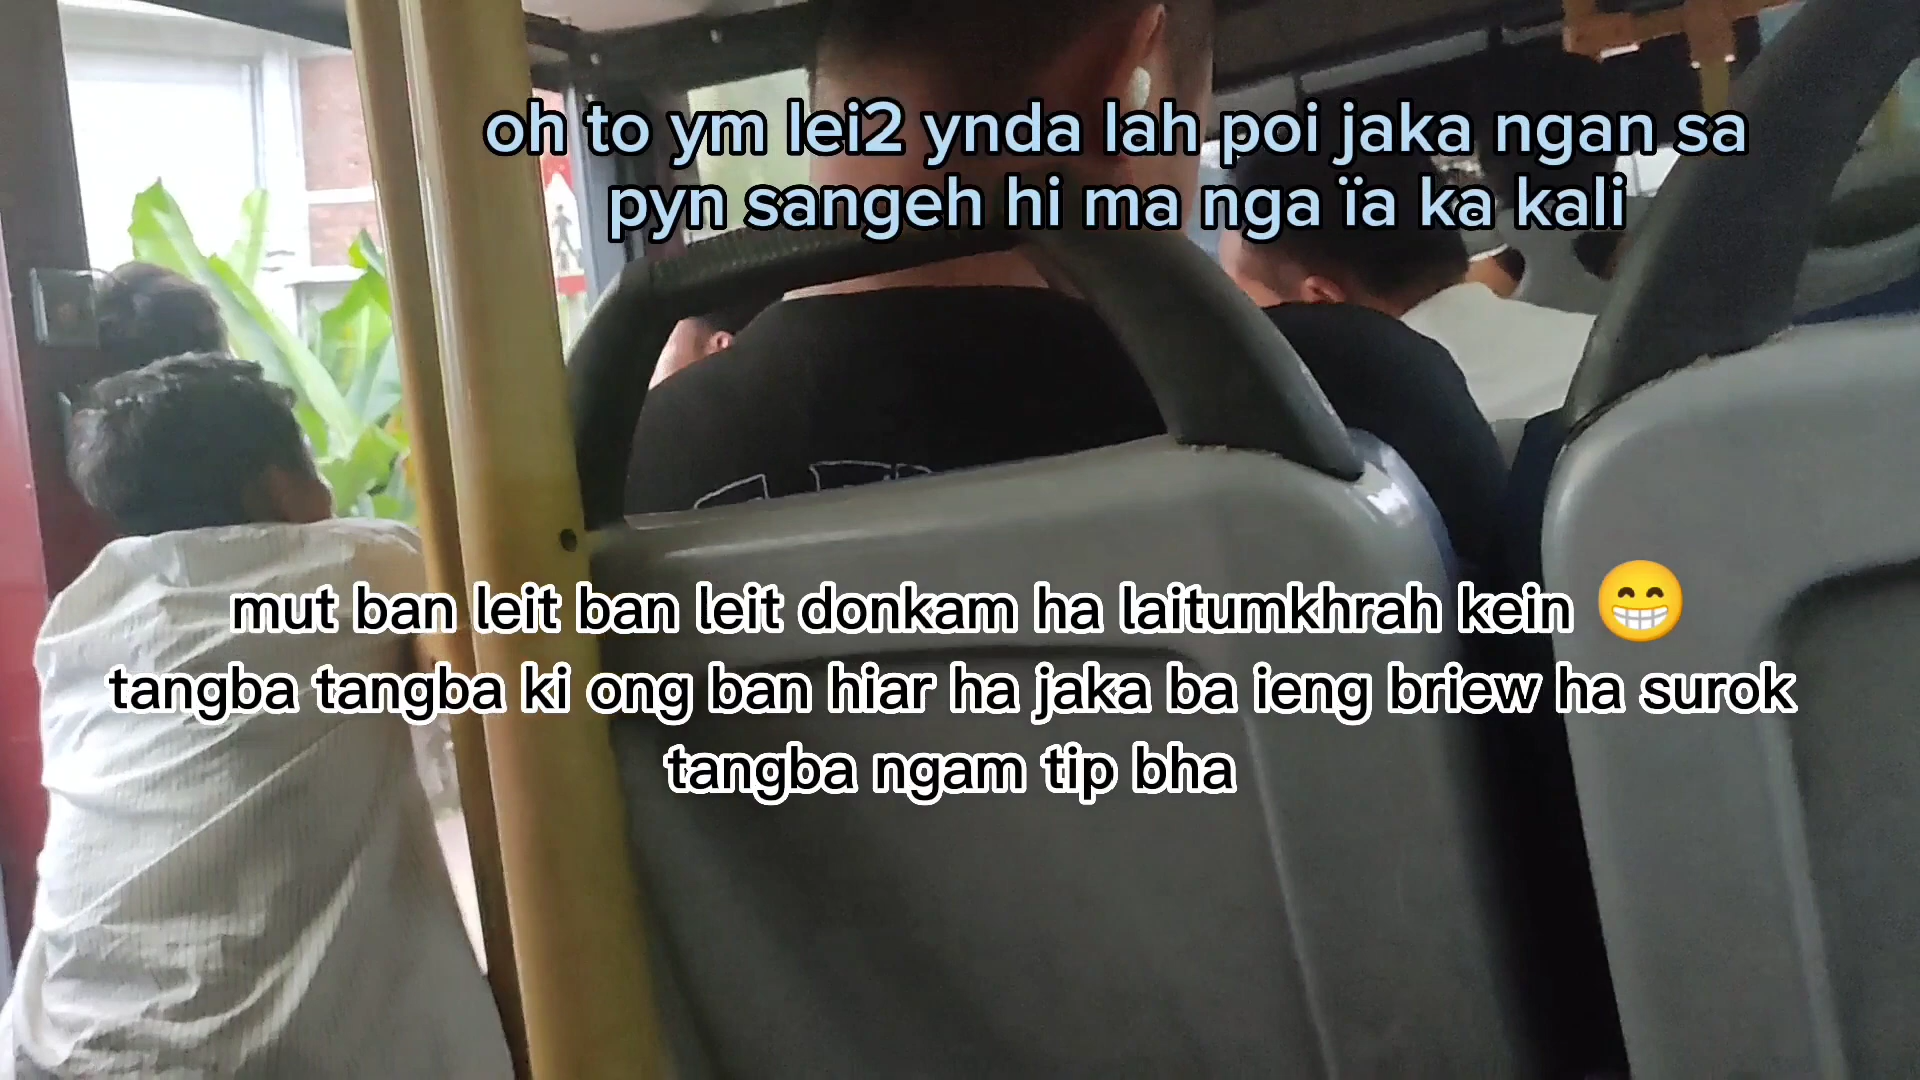 oh to ym lei2 ynda lah poi jaka ngan sa
pyn sangeh hi ma nga ïa ka kali
mut ban leit ban leit donkam ha laitumkhrah kein 😁
tangba tangba ki ong ban hiar ha jaka ba ieng briew ha surok
tangba ngam tip bha